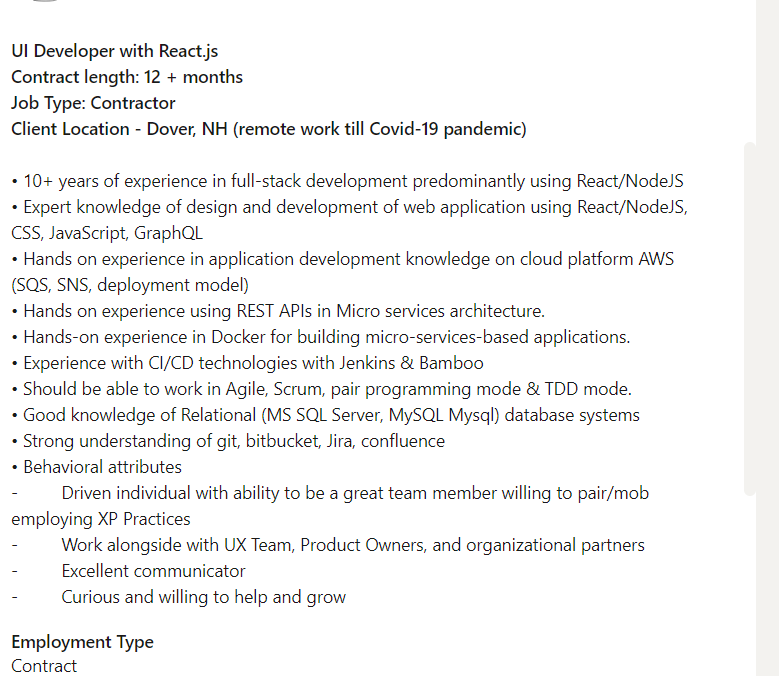 UI Developer with React.js
Contract length: 12 + months
Job Type: Contractor
Client Location - Dover, NH (remote work till Covid-19 pandemic)
• 10+ years of experience in full-stack development predominantly using React/NodeJS
• Expert knowledge of design and development of web application using React/NodeJS,
CSS, JavaScript, GraphQL
• Hands on experience in application development knowledge on cloud platform AWS
(SQS, SNS, deployment model)
• Hands on experience using REST APIs in Micro services architecture.
• Hands-on experience in Docker for building micro-services-based applications.
• Experience with CI/CD technologies with Jenkins & Bamboo
• Should be able to work in Agile, Scrum, pair programming mode & TDD mode.
• Good knowledge of Relational (MS SQL Server, MySQL Mysql) database systems
• Strong understanding of git, bitbucket, Jira, confluence
• Behavioral attributes
- Driven individual with ability to be a great team member willing to pair/mob
employing XP Practices
- Work alongside with UX Team, Product Owners, and organizational partners
- Excellent communicator
- Curious and willing to help and grow
Employment Type
Contract